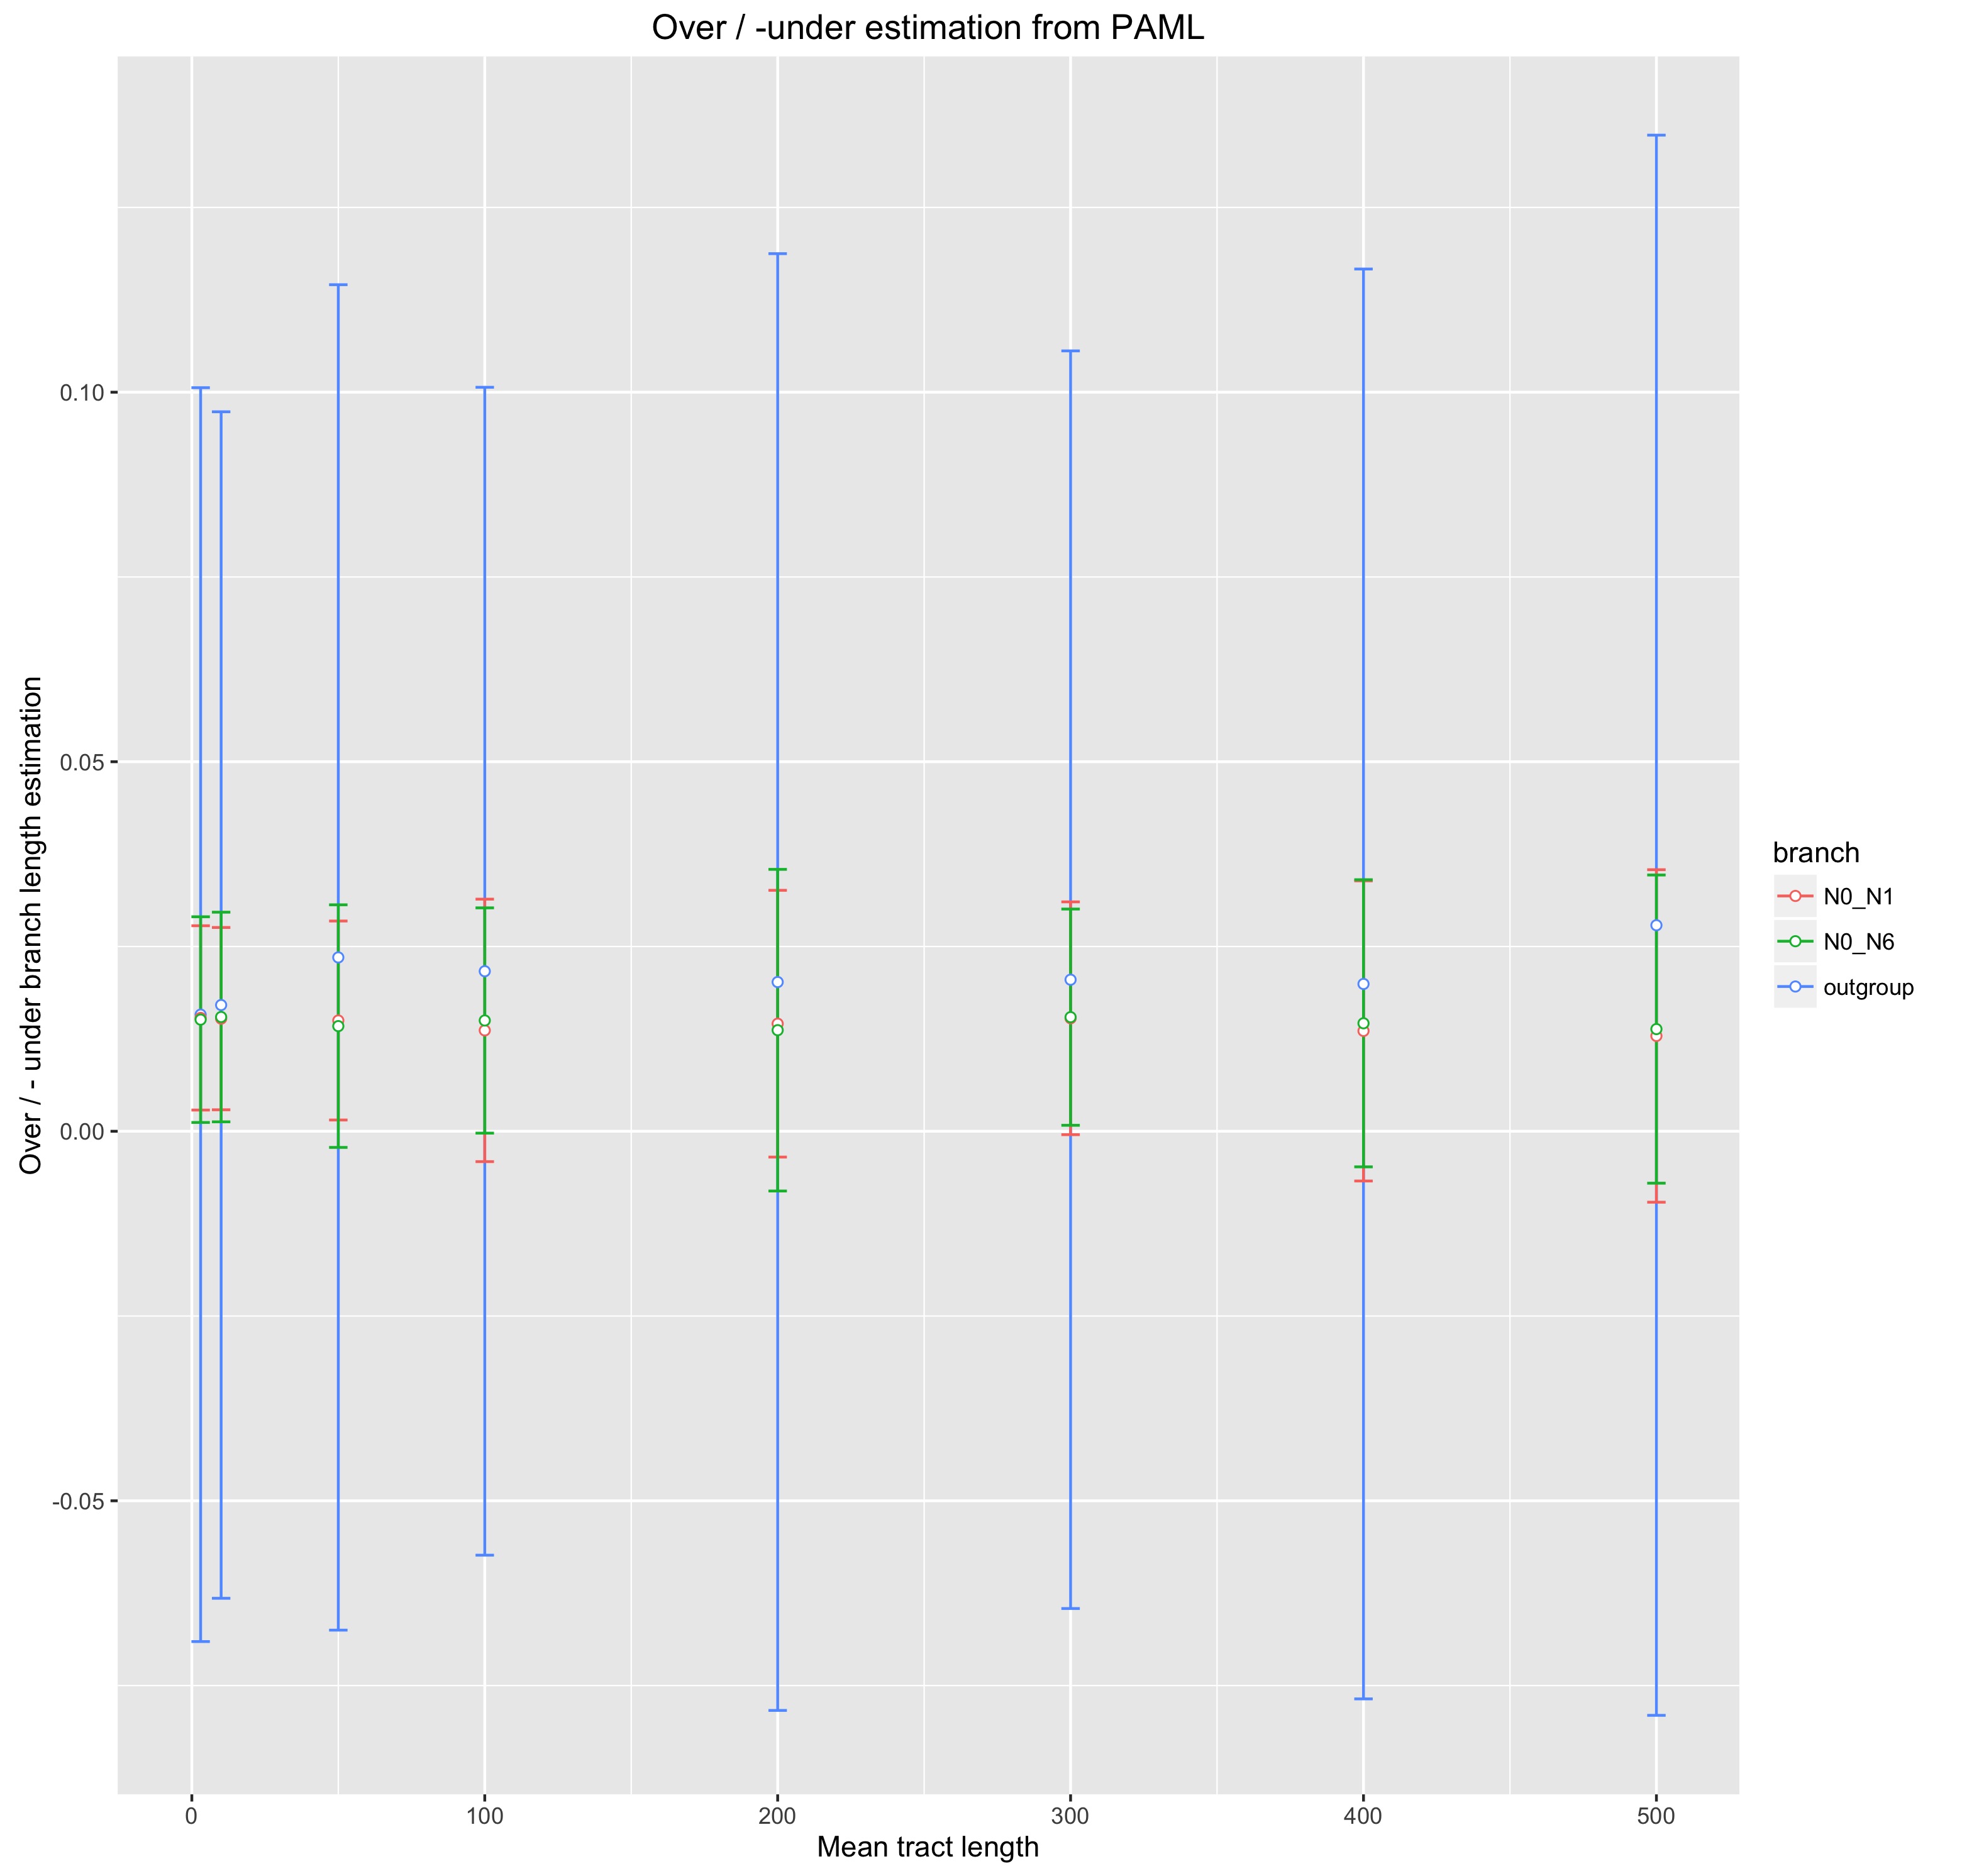 Over / -under estimation from PAML
Over / - under branch length estimation
0.10
0.05
0.00
-0.05
0
100
200
300
400
500
Mean tract length
branch
N0_N1
N0_N6
outgroup